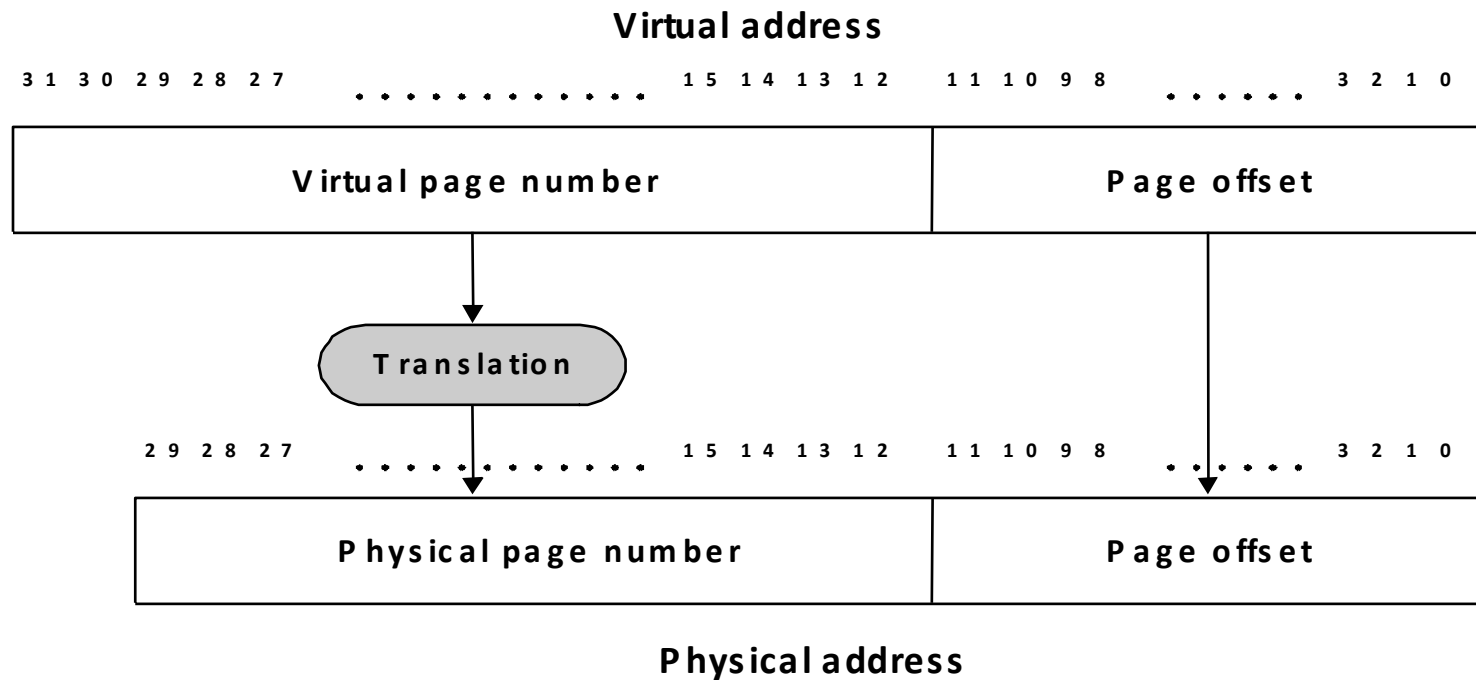 Virtual address
31 30 29 28 27 ............ 15 14 13 12 11 10 9 8 ...... 3 2 1 0
Virtual page number Page offset
Translation
29 28 27 ............ 15 14 13 12 11 10 9 8 ...... 3 2 1 0
Physical page number Page offset
Physical address